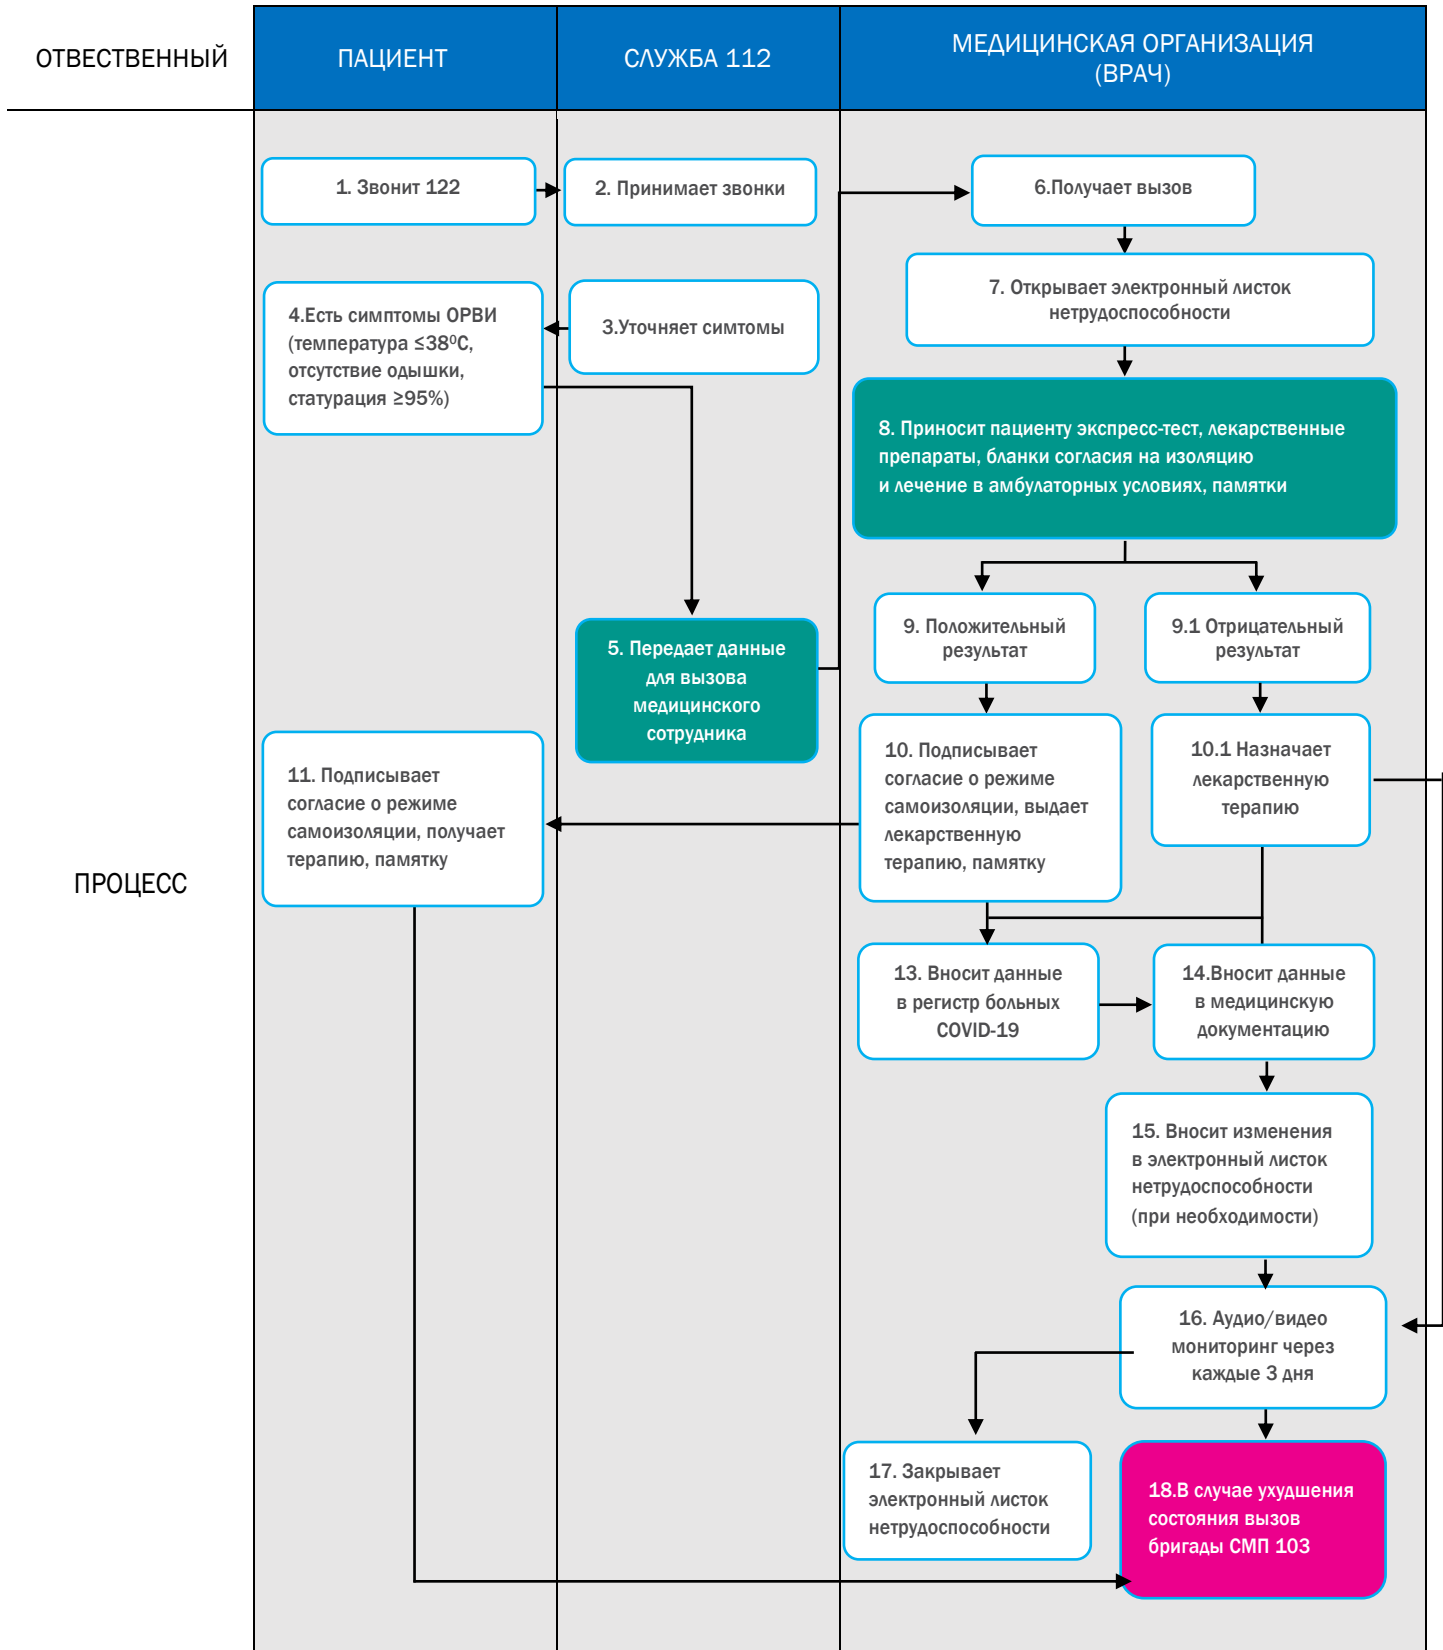 ОТВЕСТВЕННЫЙ
ПАЦИЕНТ
СЛУЖБА 112
МЕДИЦИНСКАЯ ОРГАНИЗАЦИЯ
(ВРАЧ)
1. Звонит 122
2. Принимает звонки
6.Получает вызов
7. Открывает электронный листок
нетрудоспособности
4.Есть симптомы ОРВИ
(температура ≤38⁰С,
отсутствие одышки,
статурация ≥95%)
3.Уточняет симтомы
8. Приносит пациенту экспресс-тест, лекарственные
препараты, бланки согласия на изоляцию
и лечение в амбулаторных условиях, памятки
5. Передает данные
для вызова
медицинского
сотрудника
9. Положительный
результат
9.1 Отрицательный
результат
10. Подписывает
согласие о режиме
самоизоляции, выдает
лекарственную
терапию, памятку
10.1 Назначает
лекарственную
терапию
11. Подписывает
согласие о режиме
самоизоляции, получает
терапию, памятку
ПРОЦЕСС
13. Вносит данные
в регистр больных
COVID-19
14.Вносит данные
в медицинскую
документацию
15. Вносит изменения
в электронный листок
нетрудоспособности
(при необходимости)
16. Аудио/видео
мониторинг через
каждые 3 дня
17. Закрывает
электронный листок
нетрудоспособности
18.В случае ухудшения
состояния вызов
бригады СМП 103